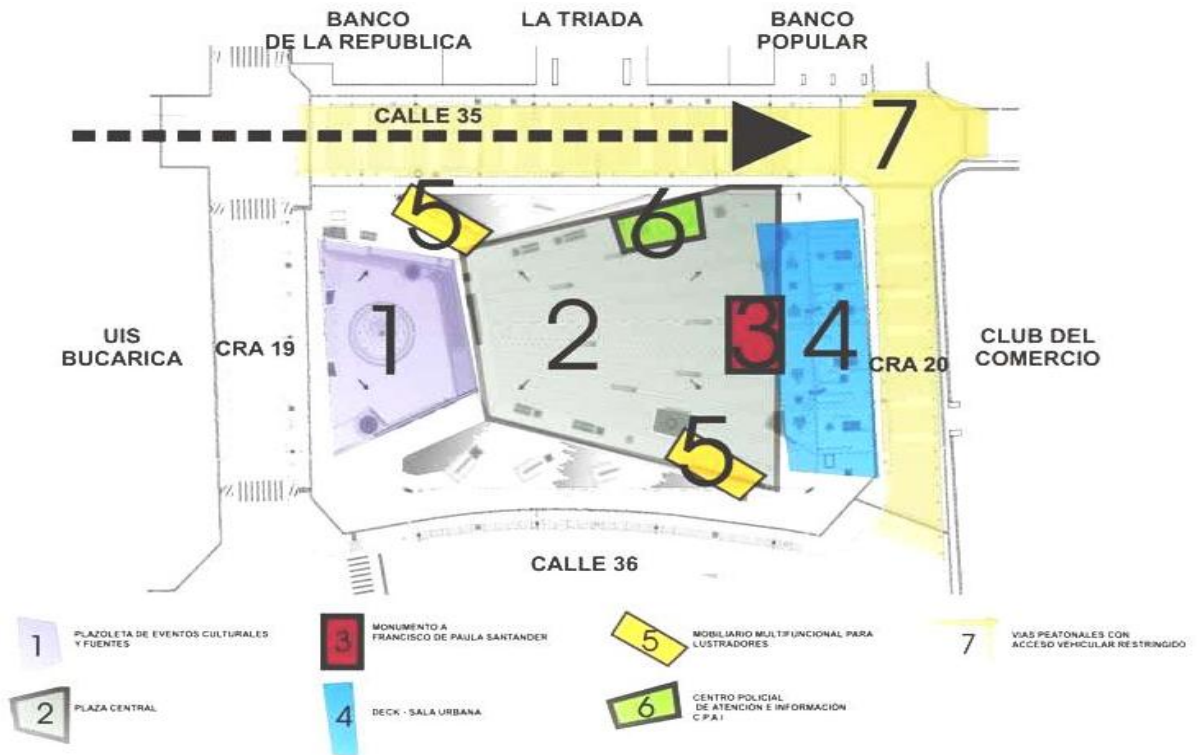 BANCO
DE LA REPUBLICA
LA TRIADA
BANCO
POPULAR
CALLE 35
7
5
6
1
2
3
4
UIS
BUCARICA
CRA 19
CRA 20
CLUB DEL
COMERCIO
5
CALLE 36
1
PLAZOLETA DE EVENTOS CULTURALES
Y FUENTES
3
MONUMENTO A
FRANCISCO DE PAULA SANTANDER
5
MOBILIARIO MULTIFUNCIONAL PARA
LUSTRADORES
7
VIAS PEATONALES CON
ACCESO VEHICULAR RESTRINGIDO
2
PLAZA CENTRAL
4
DECK - SALA URBANA
6
CENTRO POLICIAL
DE ATENCIÓN E INFORMACIÓN
C.P.A.I